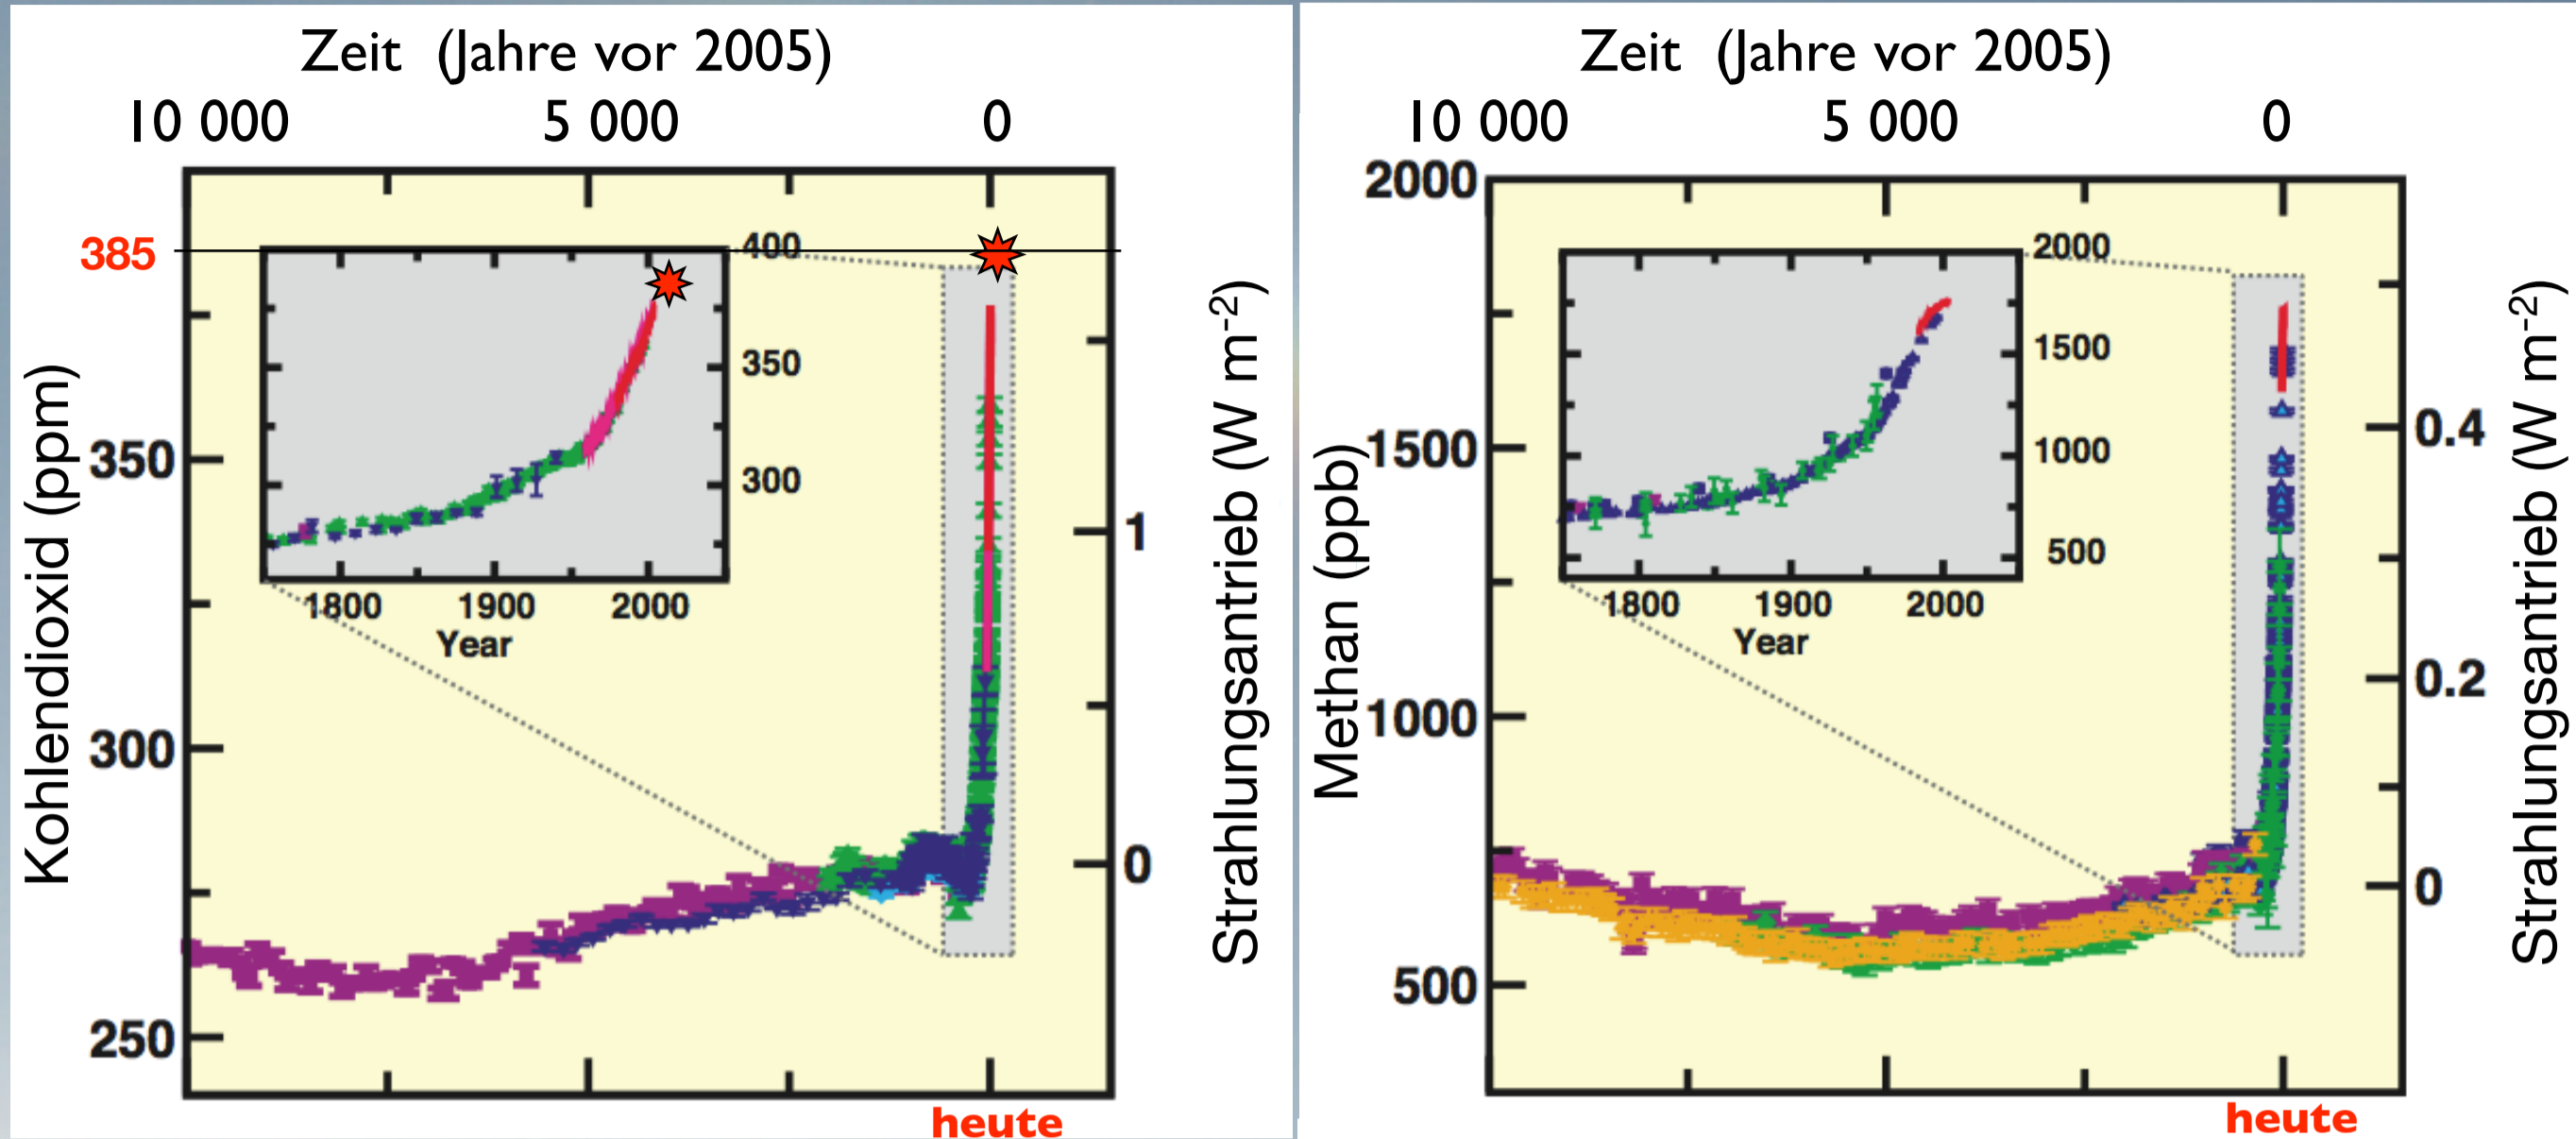 Zeit (Jahre vor 2005)
10 000 5 000 0
385
400
350
300
1800 1900 2000
Year
350
300
250
Kohlendioxid (ppm)
1
0
Strahlungsantrieb (W m-2)
heute
Zeit (Jahre vor 2005)
10 000 5 000 0
2000
1500
1000
500
Methan (ppb)
2000
1500
1000
500
1800 1900 2000
Year
0.4
0.2
0
Strahlungsantrieb (W m-2)
heute